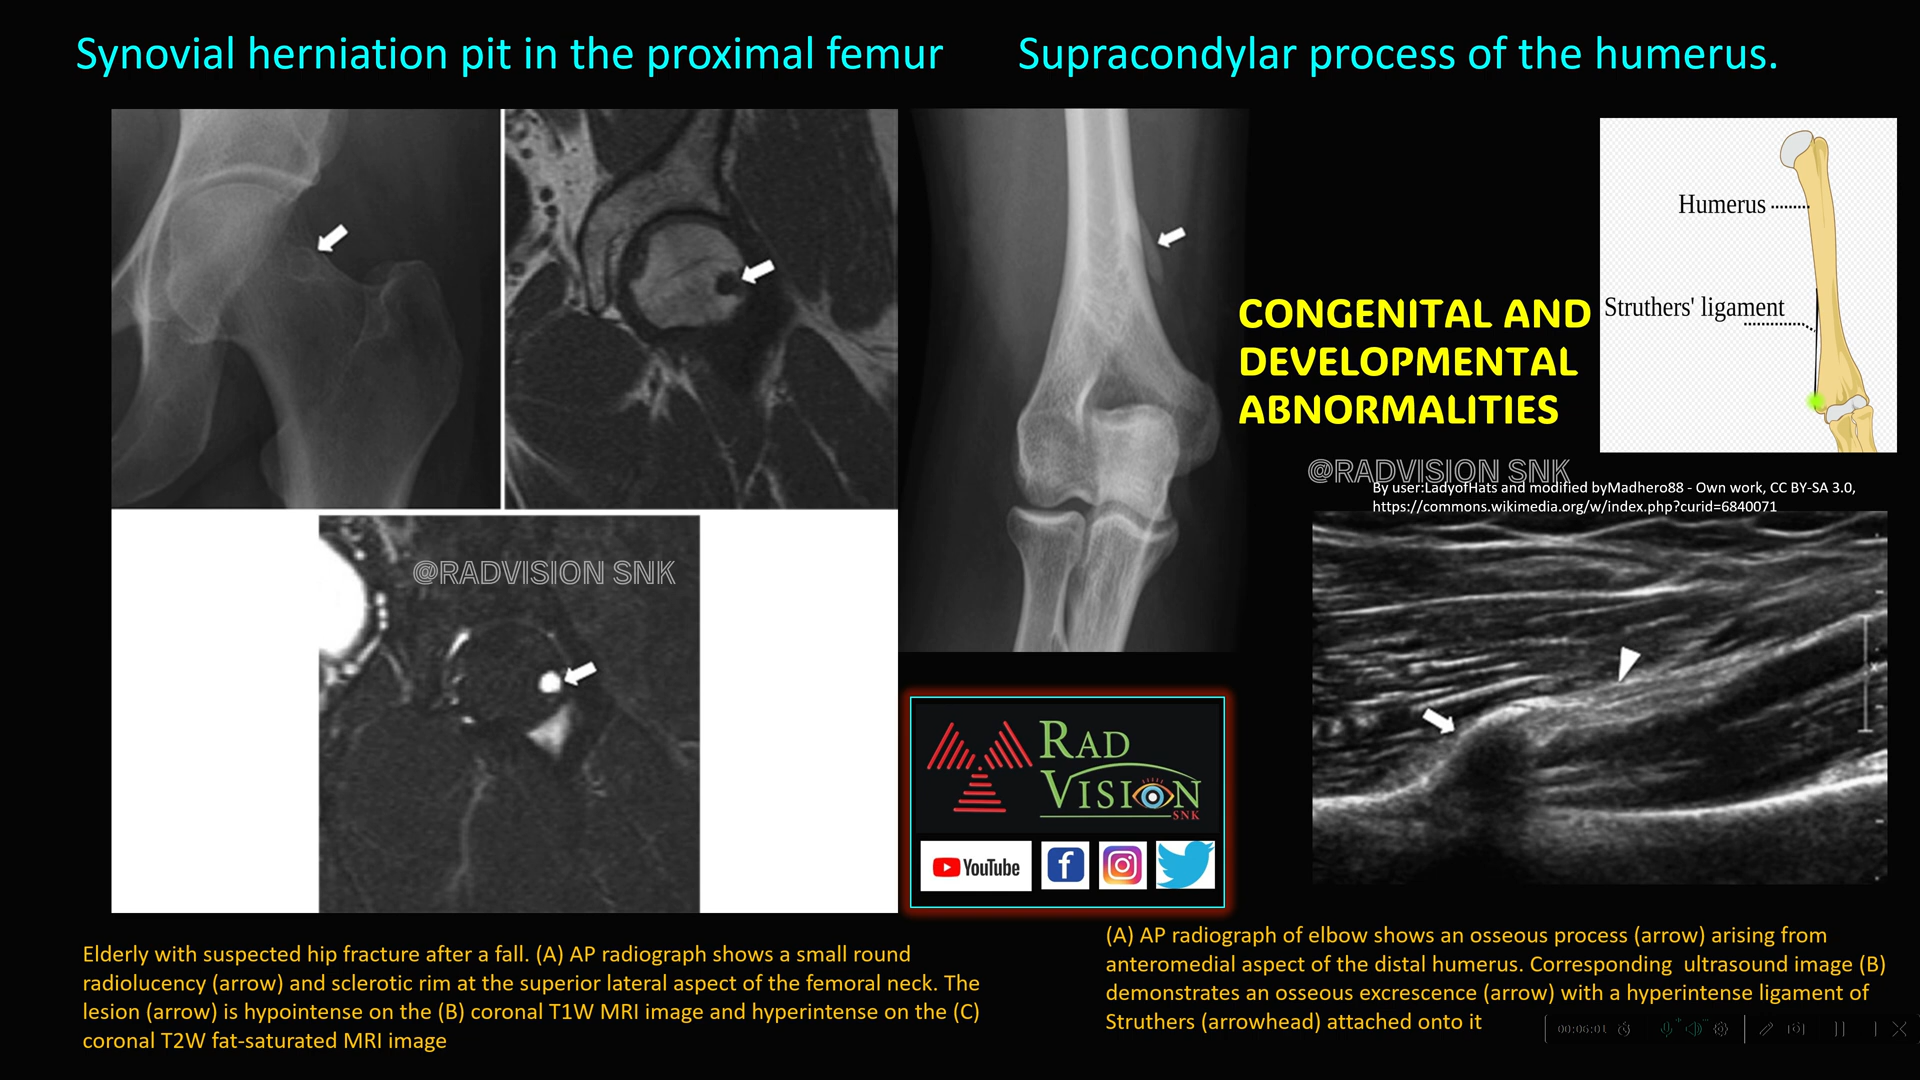 Synovial herniation pit in the proximal femur
Supracondylar process of the humerus.
Humerus
Struthers' ligament
CONGENITAL AND
DEVELOPMENTAL
ABNORMALITIES
@RADVISION SNK
By user:LadyofHats and modified byMadhero88 - Own work, CC BY-SA 3.0,
https://commons.wikimedia.org/w/index.php?curid=6840071
@RADVISION SNK
RAD
VISION
SNK
YouTube
Elderly with suspected hip fracture after a fall. (A) AP radiograph shows a small round
radiolucency (arrow) and sclerotic rim at the superior lateral aspect of the femoral neck. The
lesion (arrow) is hypointense on the (B) coronal T1W MRI image and hyperintense on the (C)
coronal T2W fat-saturated MRI image
(A) AP radiograph of elbow shows an osseous process (arrow) arising from
anteromedial aspect of the distal humerus. Corresponding ultrasound image (B)
demonstrates an osseous excrescence (arrow) with a hyperintense ligament of
Struthers (arrowhead) attached onto it
00:06:01